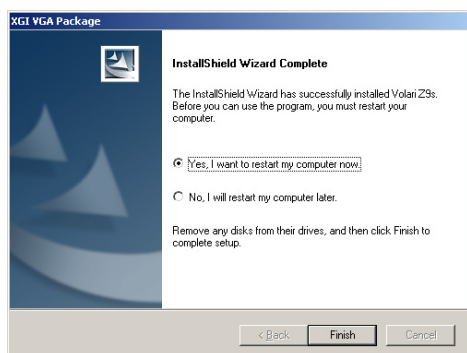 XGI VGA Package
InstallShield Wizard Complete
The InstallShield Wizard has successfully installed Volari Z9s.
Before you can use the program, you must restart your
computer.
Yes, I want to restart my computer now.
No, I will restart my computer later.
Remove any disks from their drives, and then click Finish to
complete setup.
< Back Finish Cancel